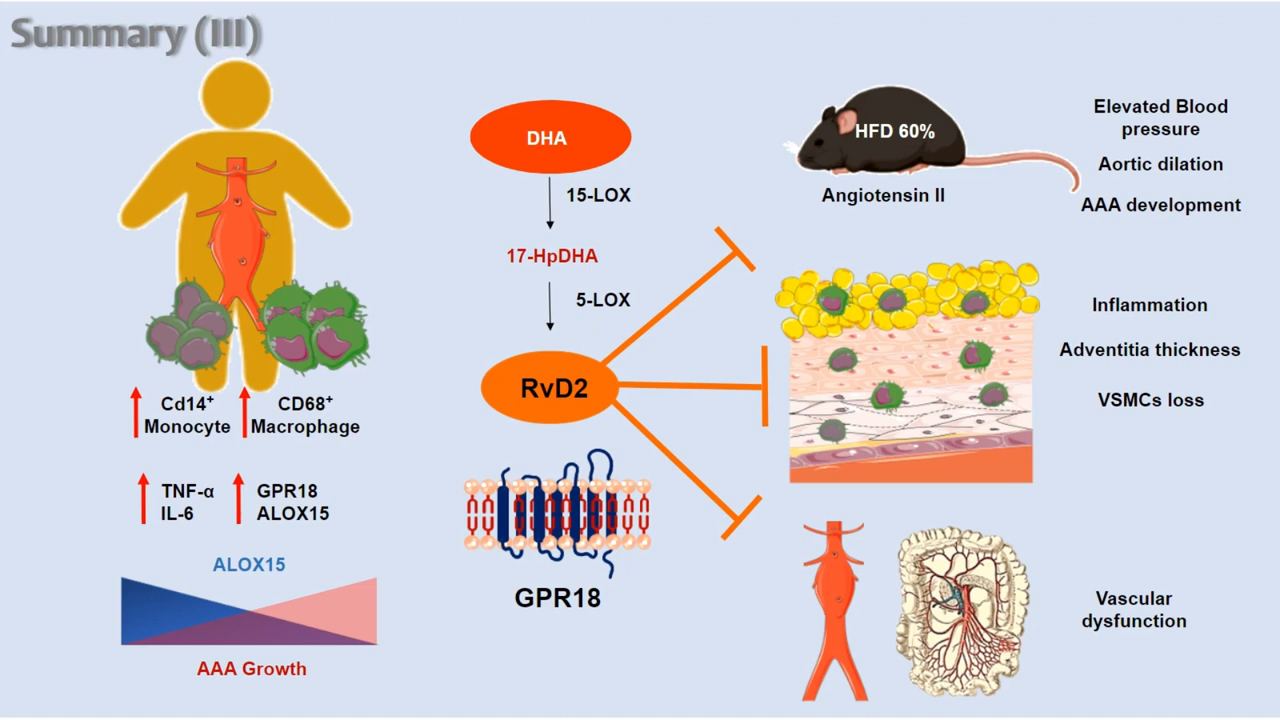 Summary (III)
Cd14+
Monocyte
CD68+
Macrophage
TNF-α
IL-6
GPR18
ALOX15
ALOX15
AAA Growth
DHA
15-LOX
17-HpDHA
5-LOX
RvD2
GPR18
HFD 60%
Angiotensin II
Elevated Blood
pressure
Aortic dilation
AAA development
Inflammation
Adventitia thickness
VSMCs loss
Vascular
dysfunction